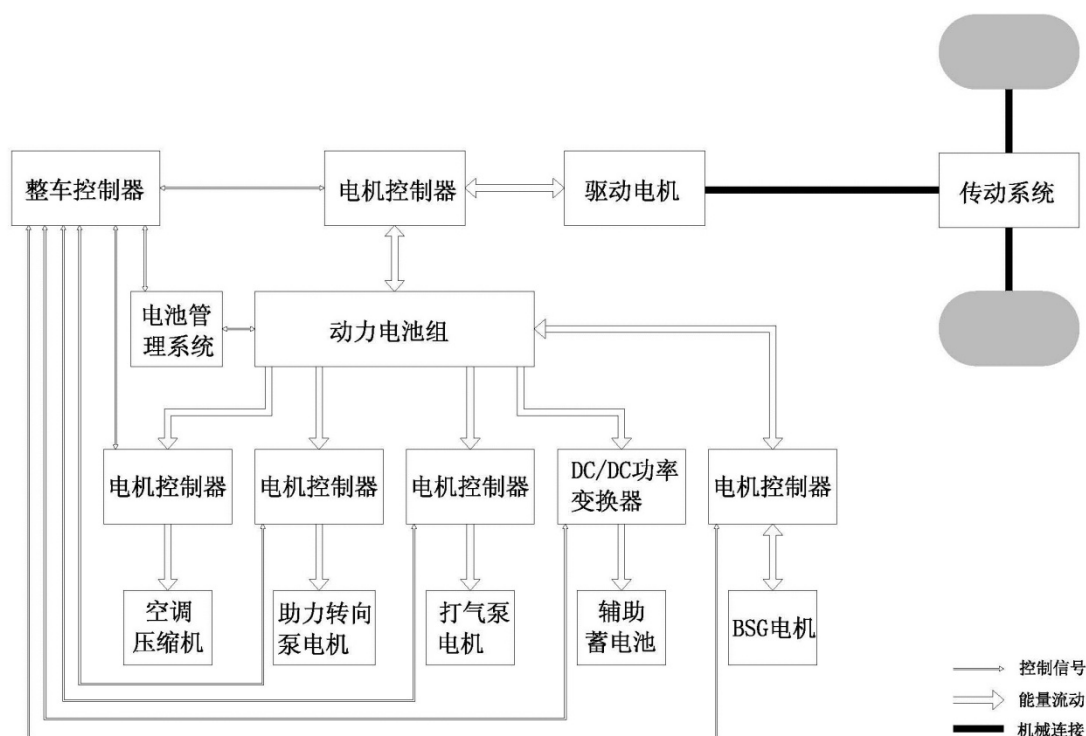 整车控制器
电机控制器
驱动电机
传动系统
电池管
理系统
动力电池组
电机控制器
电机控制器
电机控制器
DC/DC功率
变换器
电机控制器
空调
压缩机
助力转向
泵电机
打气泵
电机
辅助
蓄电池
BSG电机
控制信号
能量流动
机械连接